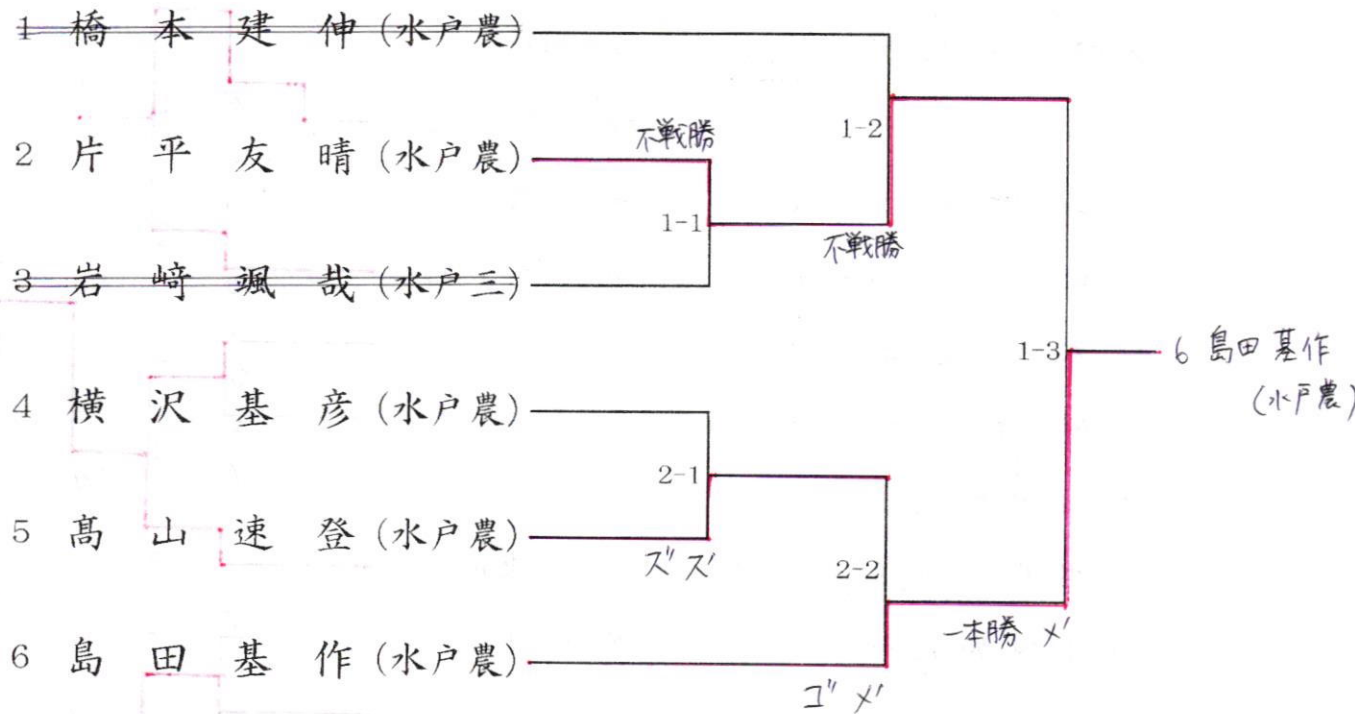 1 橋本建伸(水戸農)
1-2
不戦勝
2 片平友晴(水戸農)
1-1
不戦勝
3 岩﨑颯哉(水戸三)
1-3
6 島田基作
(水戸農)
4 横沢基彦(水戸農)
2-1
5 髙山速登(水戸農)
ズズ
2-2
一本勝 メ
6 島田基作(水戸農)
ゴメ